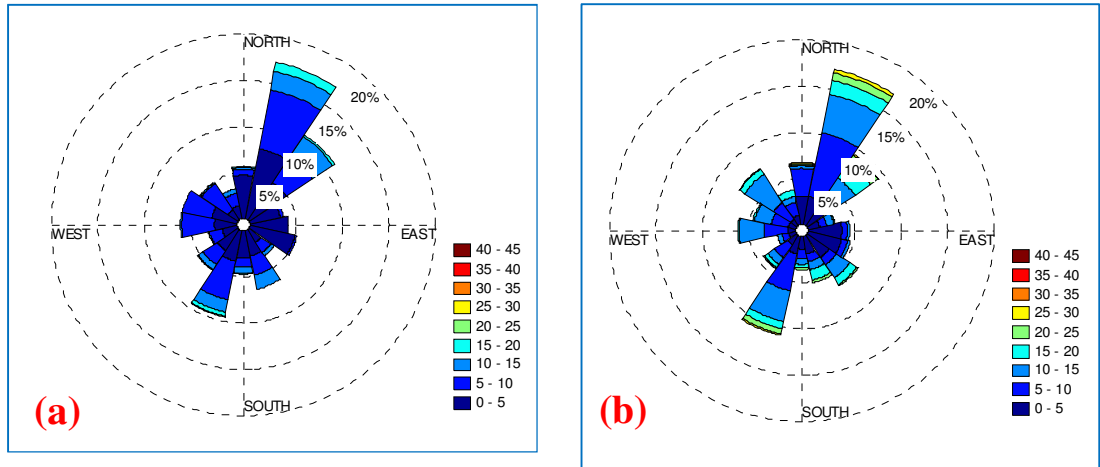 NORTH
20%
15%
10%
5%
WEST
EAST
SOUTH
40 - 45
35 - 40
30 - 35
25 - 30
20 - 25
15 - 20
10 - 15
5 - 10
0 - 5
(a)
NORTH
20%
15%
10%
5%
WEST
EAST
SOUTH
40 - 45
35 - 40
30 - 35
25 - 30
20 - 25
15 - 20
10 - 15
5 - 10
0 - 5
(b)